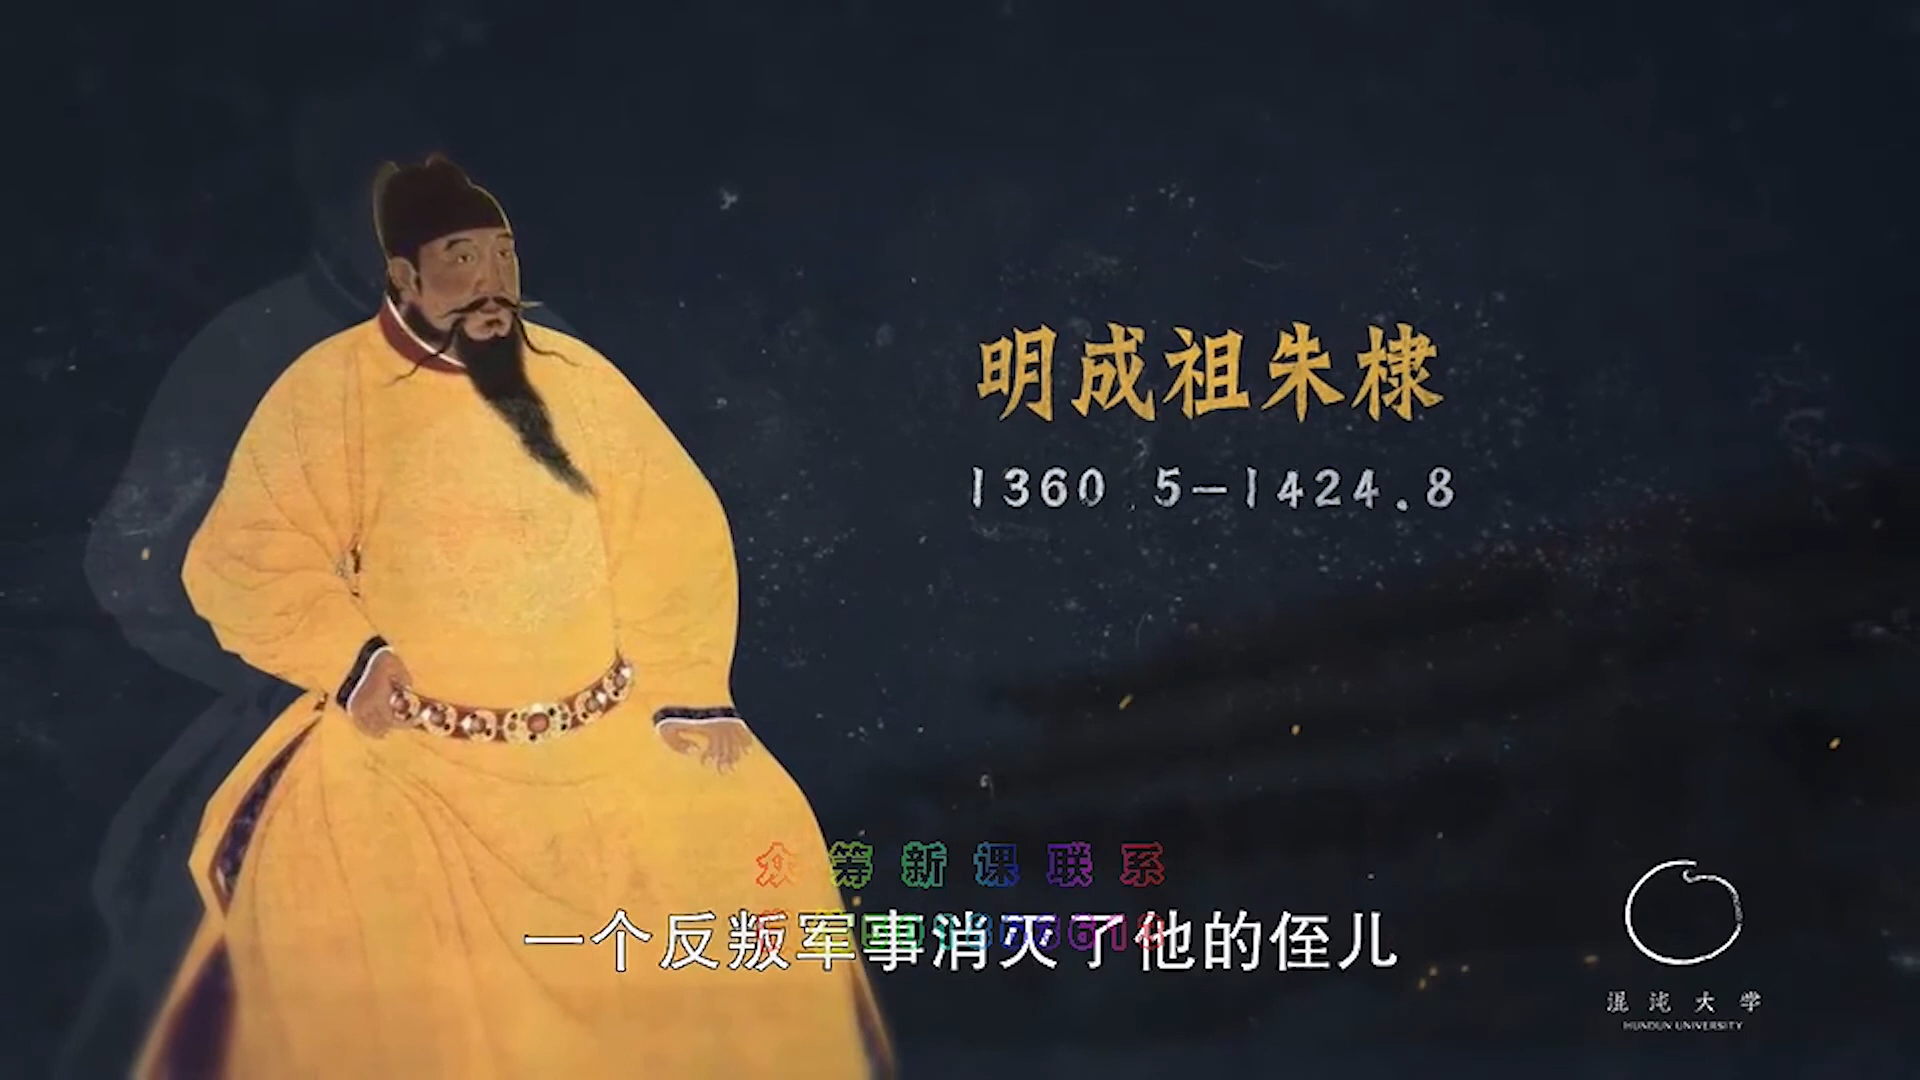 明成祖朱棣
1360 5-1424.8
众筹新课联系
一个反叛军事消灭了他的侄儿
混沌大学
HUNDUN UNIVERSITY